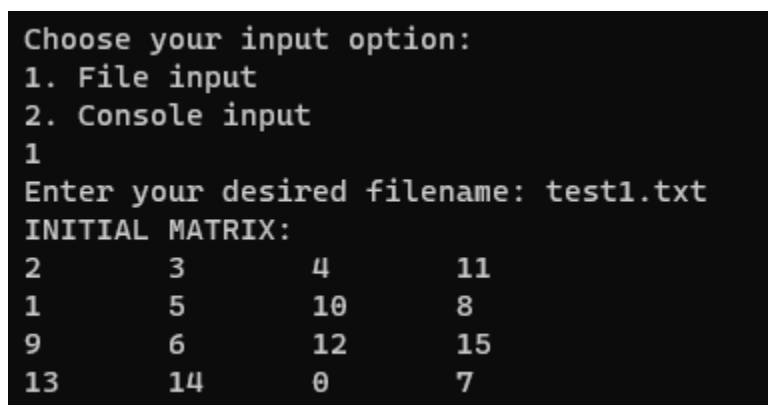 Choose your input option:
1. File input
2. Console input
1
Enter your desired filename: test1.txt
INITIAL MATRIX:
2 3 4 11
1 5 10 8
9 6 12 15
13 14 0 7